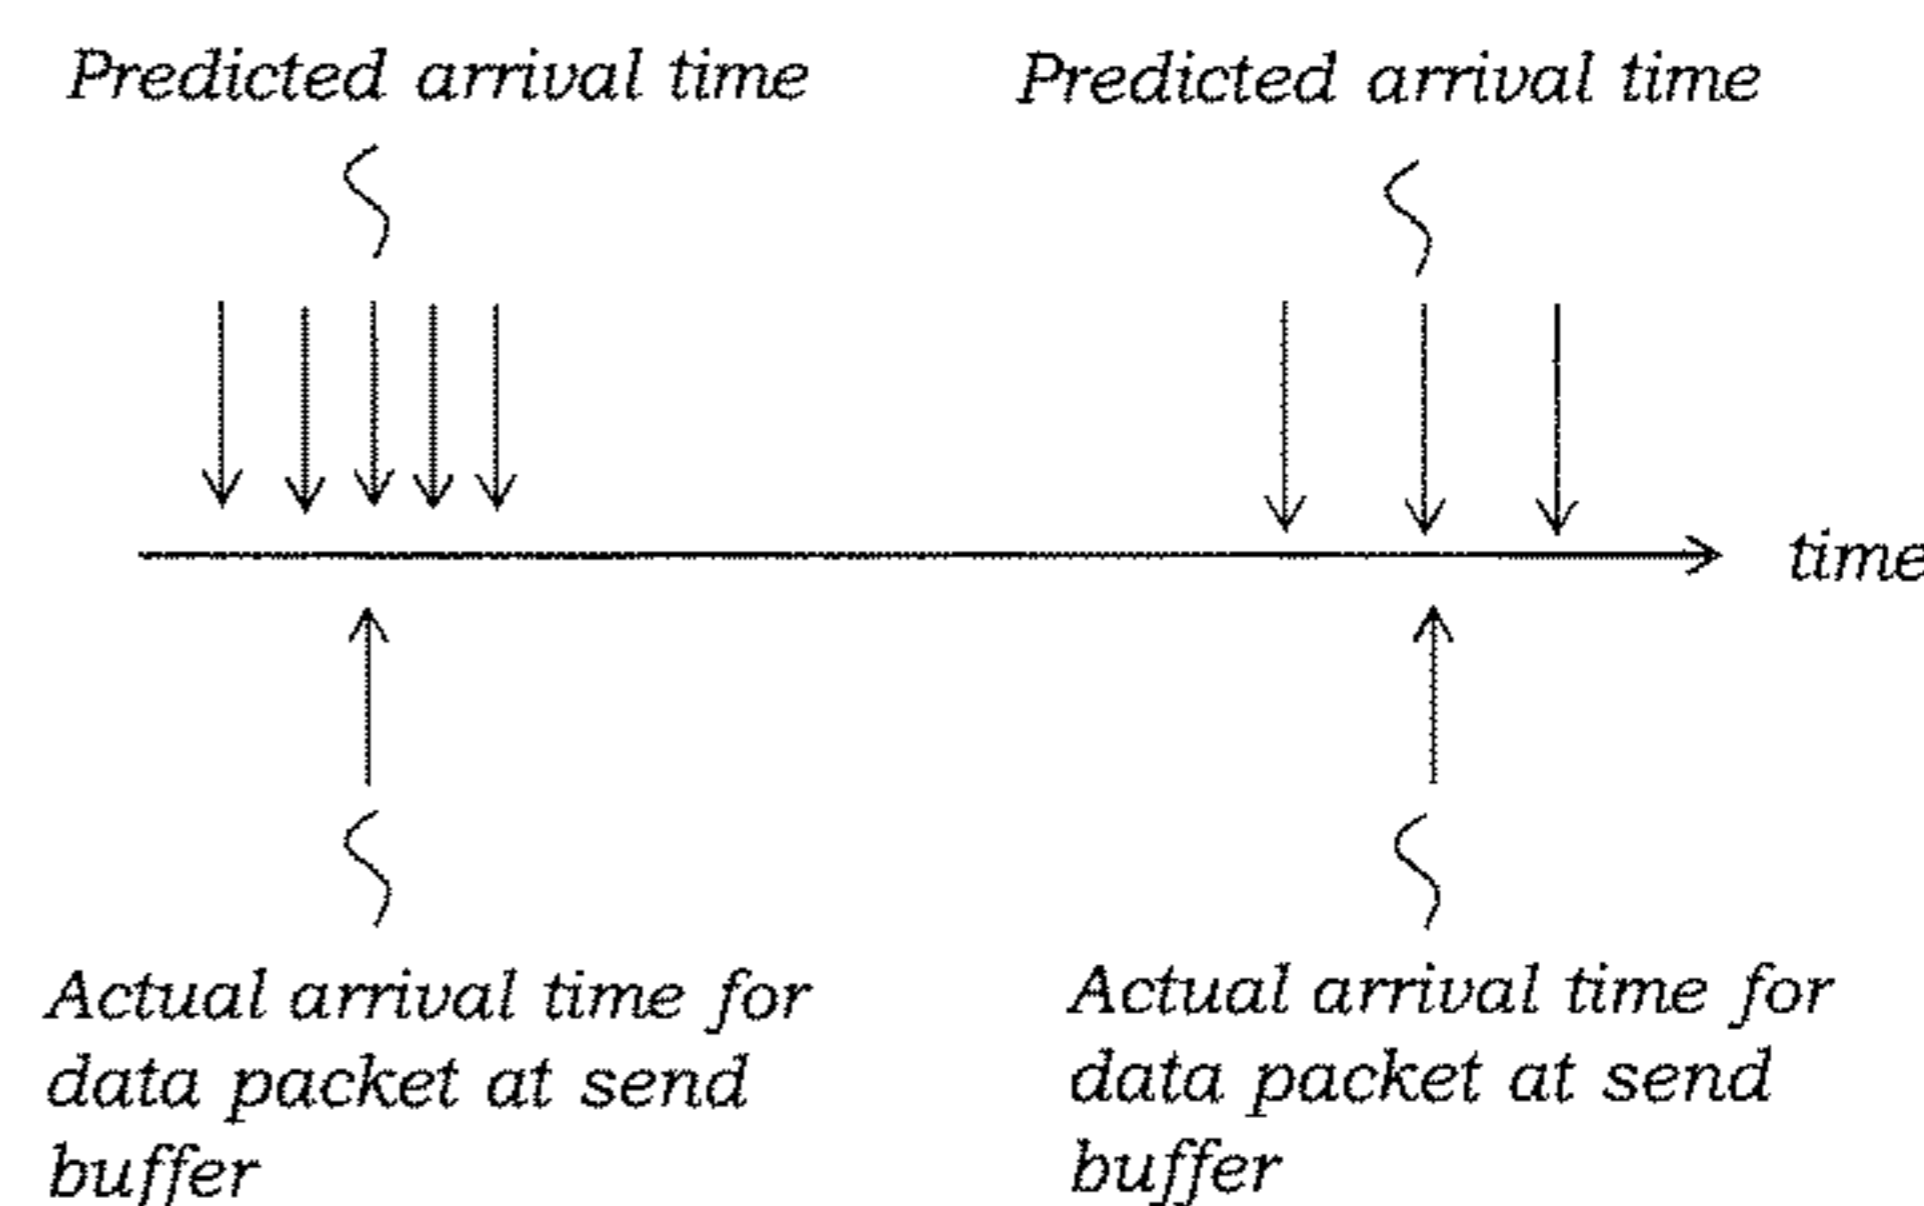 Predicted arrival time
Predicted arrival time
time
Actual arrival time for
data packet at send
buffer
Actual arrival time for
data packet at send
buffer